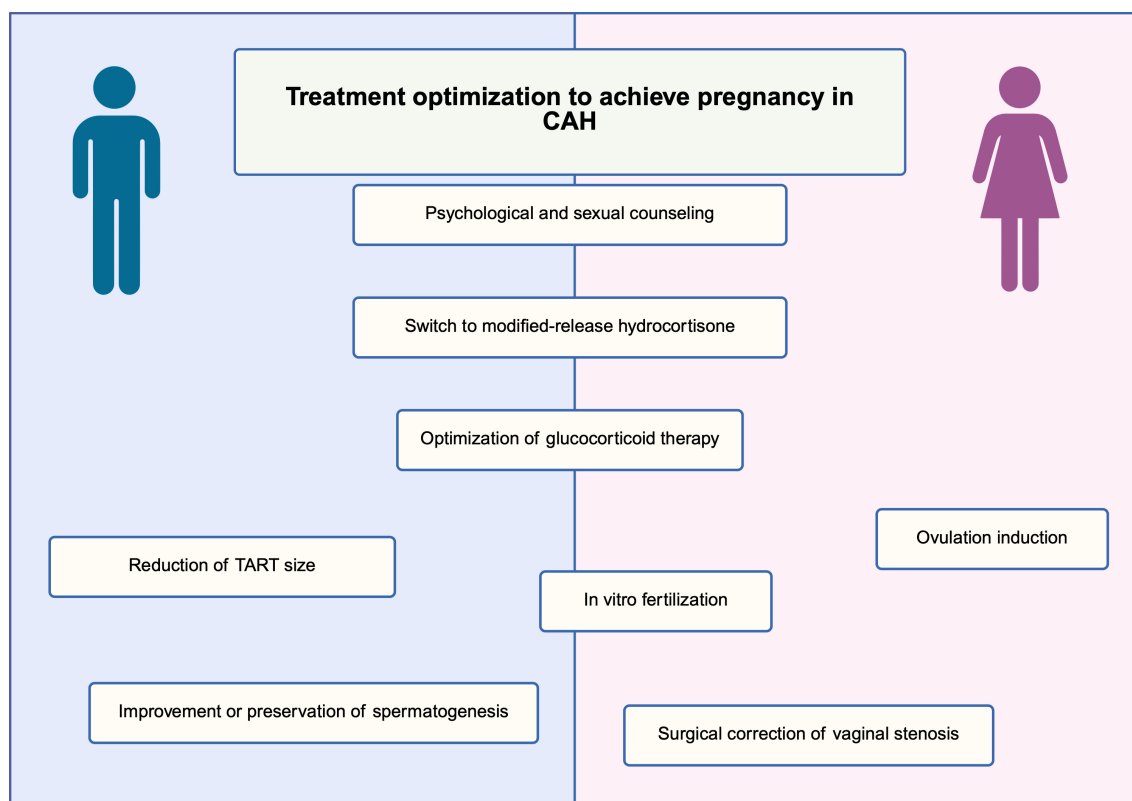 Treatment optimization to achieve pregnancy in
CAH
Psychological and sexual counseling
Switch to modified-release hydrocortisone
Optimization of glucocorticoid therapy
Ovulation induction
Reduction of TART size
In vitro fertilization
Improvement or preservation of spermatogenesis
Surgical correction of vaginal stenosis